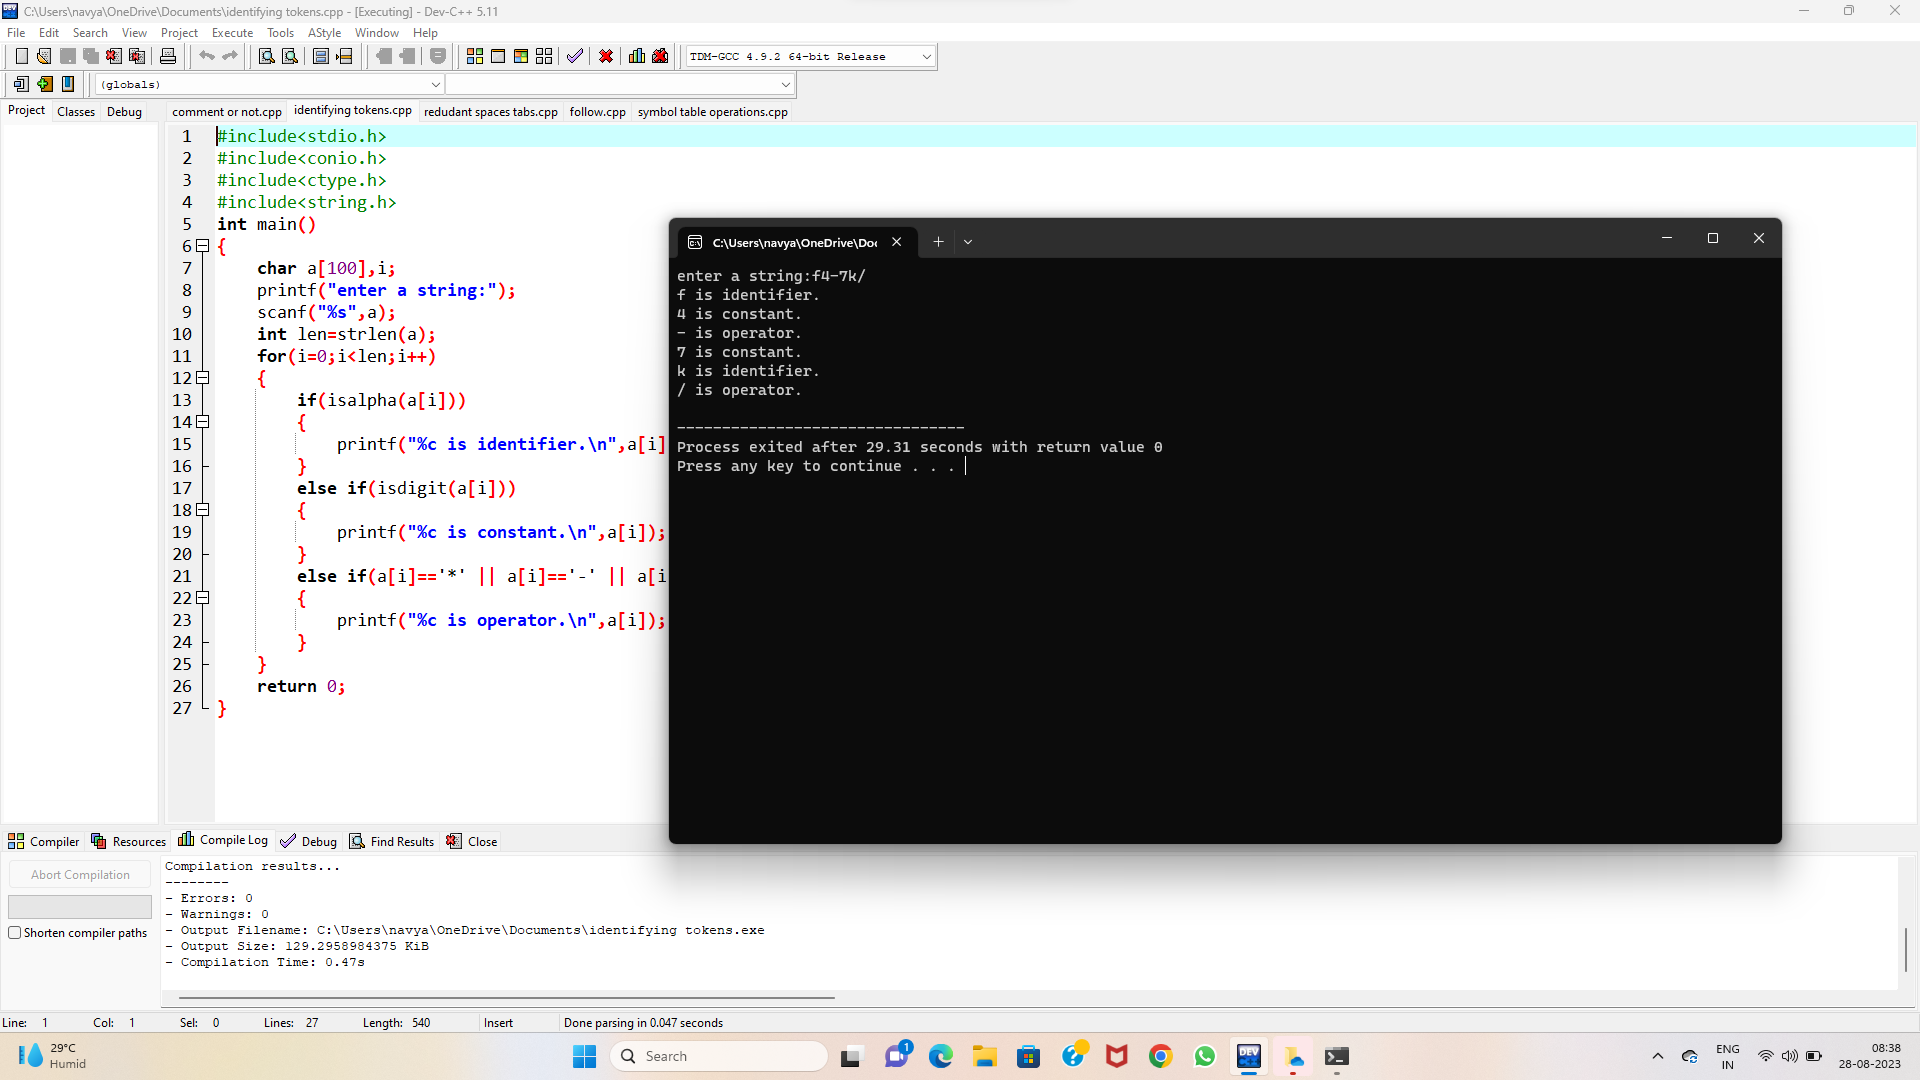 C:\Users\navya\OneDrive\Documents\identifying tokens.cpp - [Executing] - Dev-C++ 5.11
File Edit Search View Project Execute Tools AStyle Window Help
TDM-GCC 4.9.2 64-bit Release
(globals)
Project Classes Debug
comment or not.cpp identifying tokens.cpp redudant spaces tabs.cpp follow.cpp symbol table operations.cpp
1 #include<stdio.h>
2 #include<conio.h>
3 #include<ctype.h>
4 #include<string.h>
5 int main()
6 {
7 char a[100],i;
8 printf("enter a string:");
9 scanf("%s",a);
10 int len=strlen(a);
11 for(i=0;i<len;i++)
12 {
13 if(isalpha(a[i]))
14 {
15 printf("%c is identifier.\n",a[i]
16 }
17 else if(isdigit(a[i]))
18 {
19 printf("%c is constant.\n",a[i]);
20 }
21 else if(a[i]=='*' || a[i]=='-' || a[i
22 {
23 printf("%c is operator.\n",a[i]);
24 }
25 }
26 return 0;
27 }
C:\Users\navya\OneDrive\Doc
enter a string:f4-7k/
f is identifier.
4 is constant.
- is operator.
7 is constant.
k is identifier.
/ is operator.
--------------------------------
Process exited after 29.31 seconds with return value 0
Press any key to continue . . .
Compiler Resources Compile Log Debug Find Results Close
Abort Compilation
Shorten compiler paths
Compilation results...
--------
- Errors: 0
- Warnings: 0
- Output Filename: C:\Users\navya\OneDrive\Documents\identifying tokens.exe
- Output Size: 129.2958984375 KiB
- Compilation Time: 0.47s
Line: 1 Col: 1 Sel: 0 Lines: 27 Length: 540 Insert Done parsing in 0.047 seconds
29°C
Humid
Search
1
DEV
ENG
IN
08:38
28-08-2023